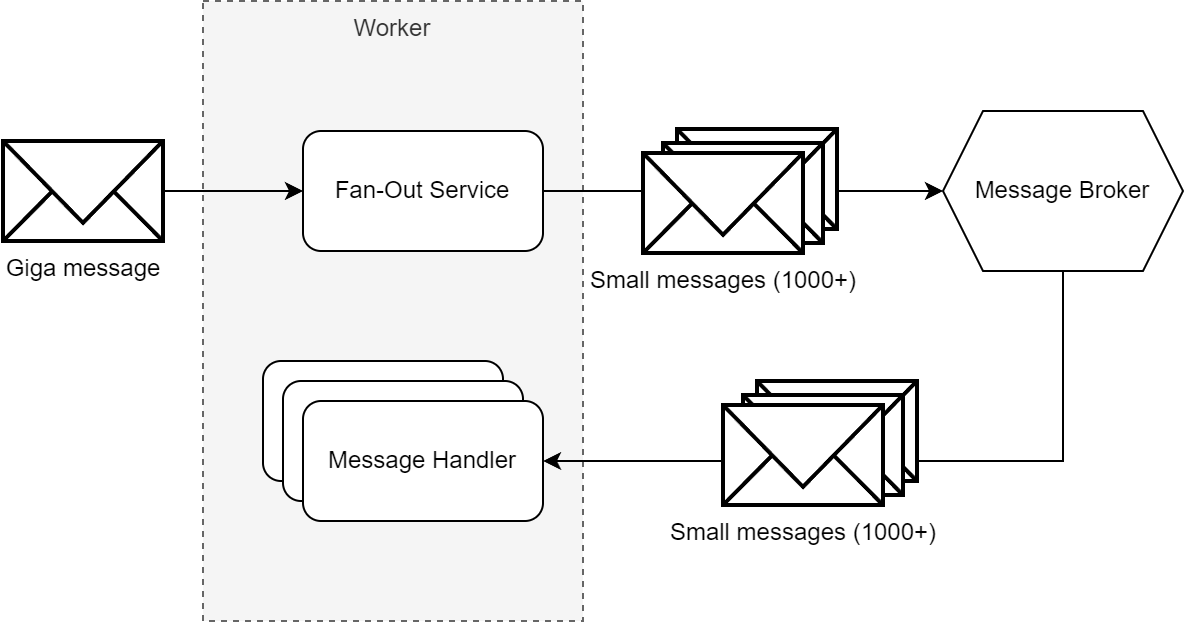 Worker
Fan-Out Service
Message Broker
Giga message
Small messages (1000+)
Message Handler
Small messages (1000+)